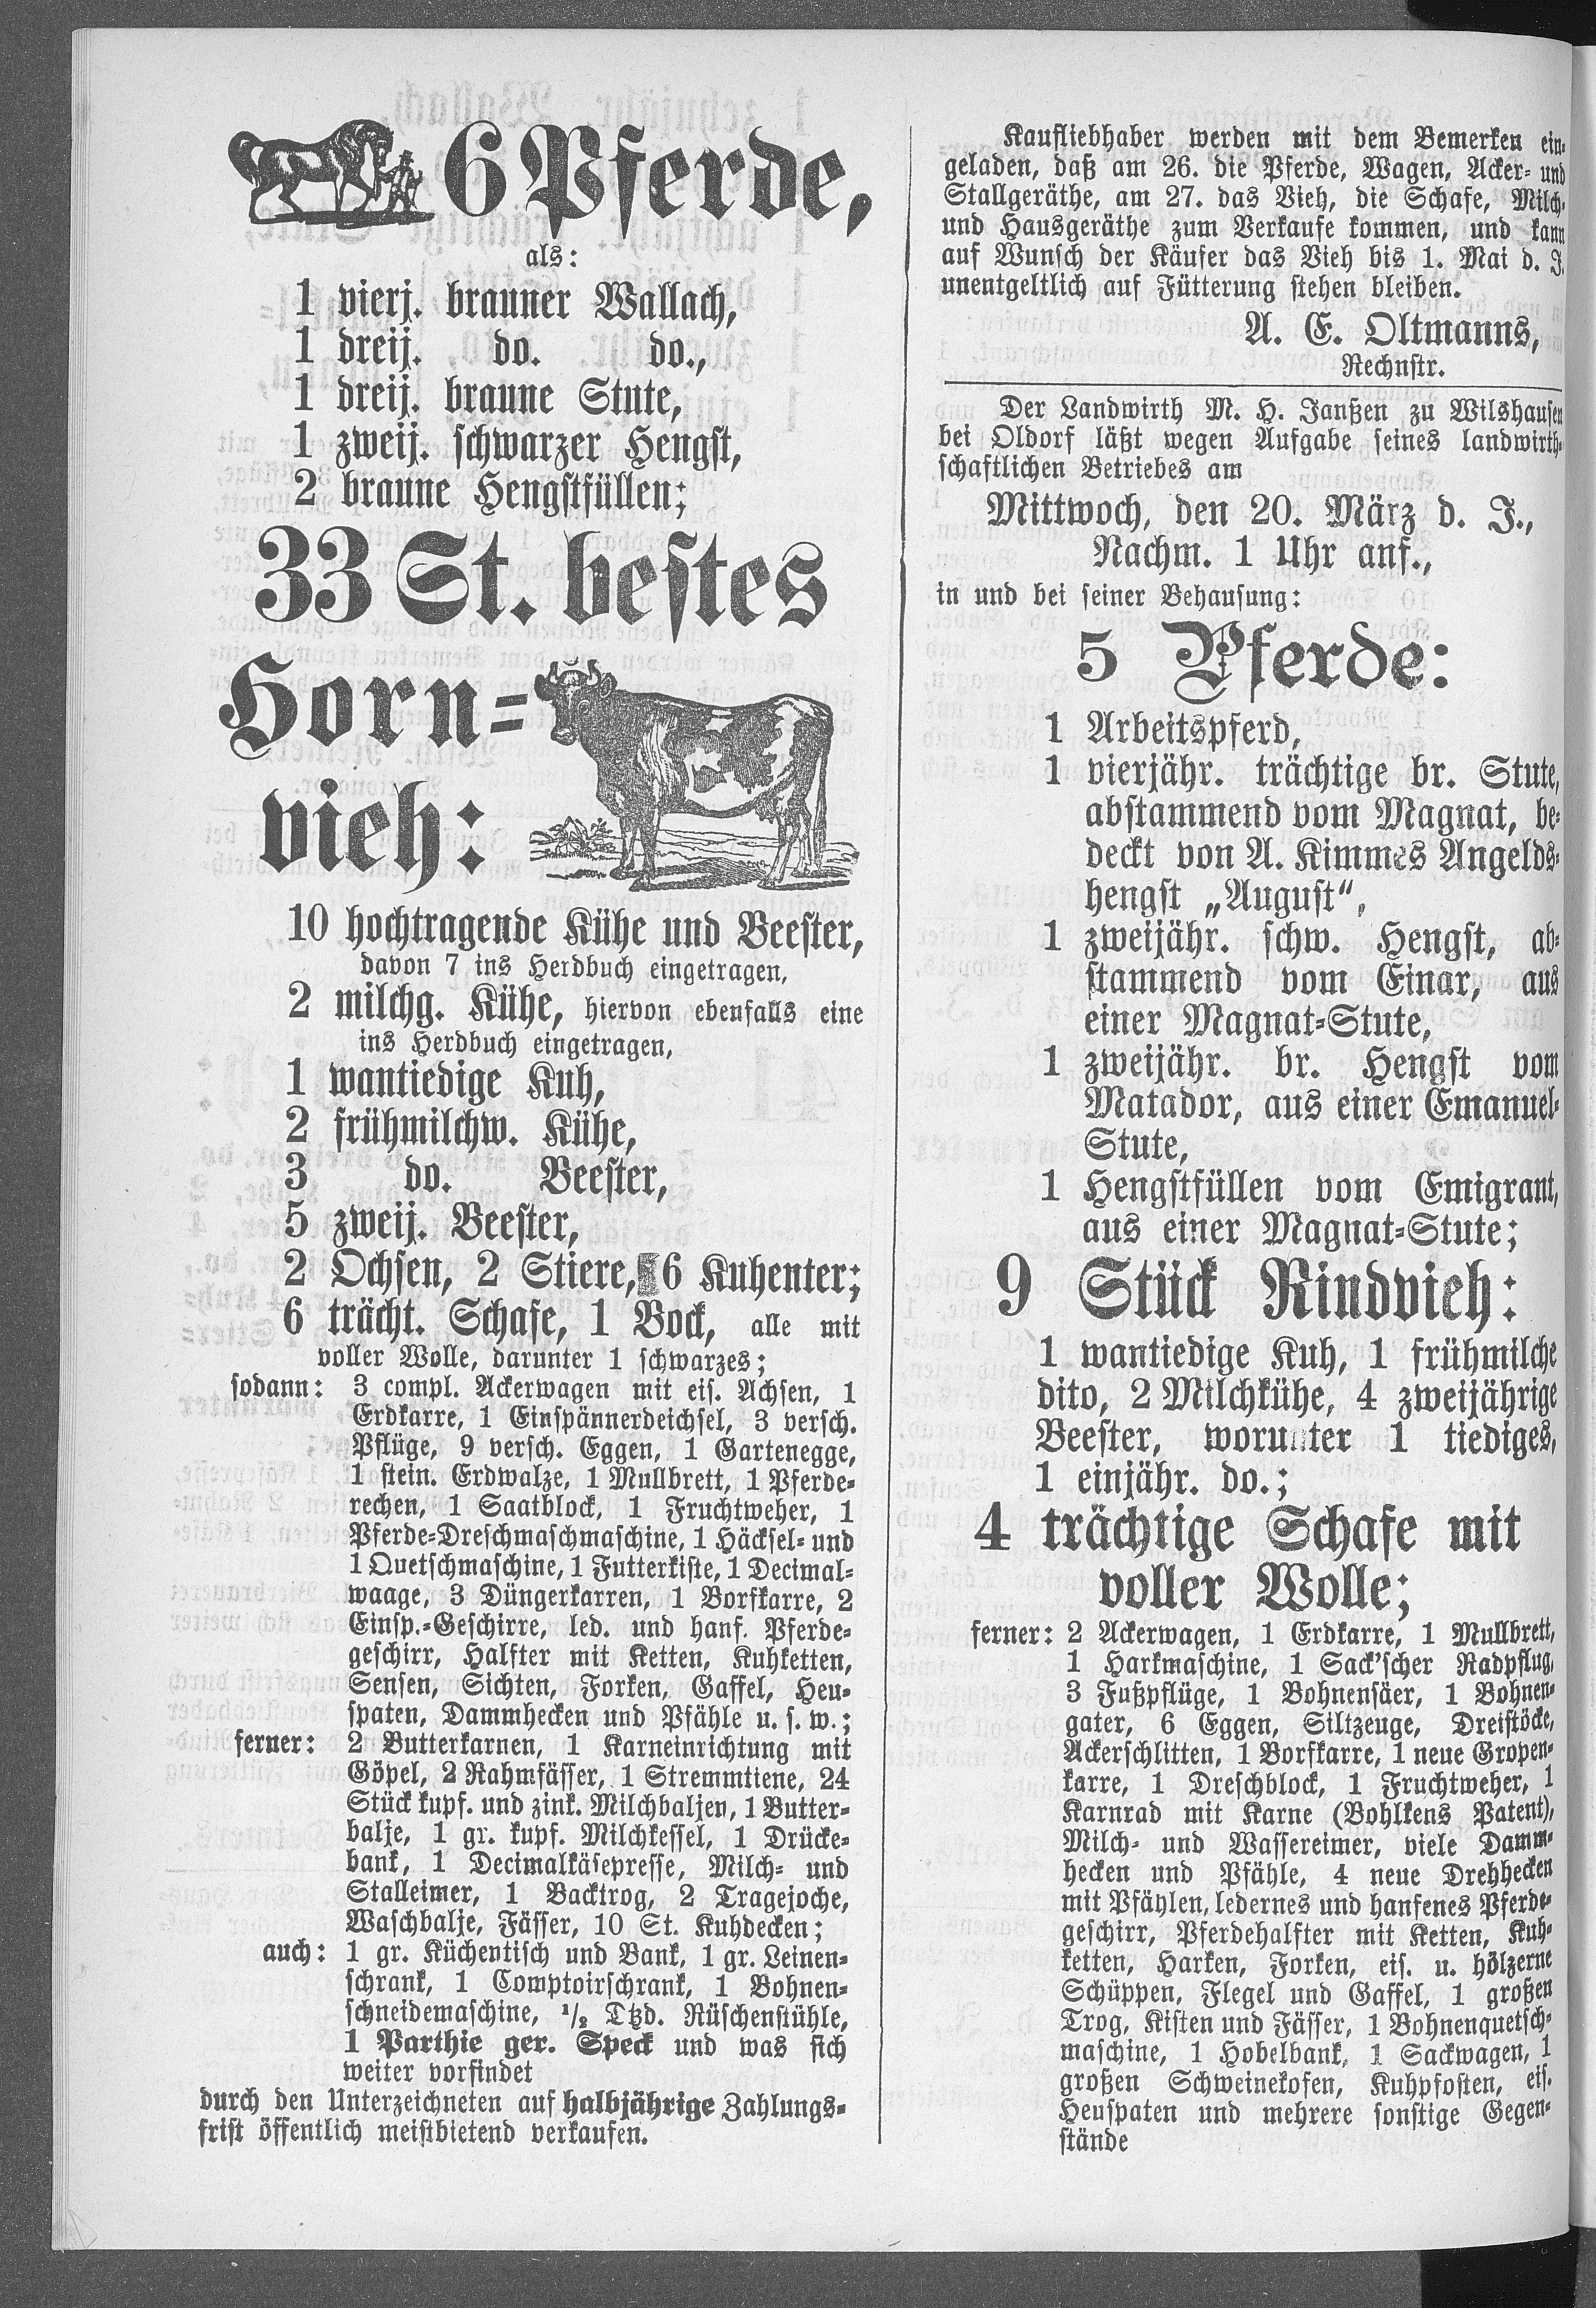 6 Pferde,
als:
1 vierj. brauner Wallach,
1 dreij. do. do.,
1 dreij. braune Stute,
1 zweij. schwarzer Hengst,
2 braune Hengstfüllen;
33 St. bestes
Horn-
vieh:
10 hochtragende Kühe und Beester,
davon 7 ins Herdbuch eingetragen,
2 milchg. Kühe, hiervon ebenfalls eine
ins Herdbuch eingetragen,
1 wantiedige Kuh,
2 frühmilchw. Kühe,
3 do. Beester,
5 zweij. Beester,
2 Ochsen, 2 Stiere, 6 Kuhenter;
6 trächt. Schafe, 1 Bock, alle mit
voller Wolle, darunter 1 schwarzes;
sodann: 3 compl. Ackerwagen mit eis. Achsen, 1
Erdkarre, 1 Einspännerdeichsel, 3 versch.
Pflüge, 9 versch. Eggen, 1 Gartenegge,
1 stein. Erdwalze, 1 Mullbrett, 1 Pferde-
rechen, 1 Saatblock, 1 Fruchtweher, 1
Pferde-Dreschmaschmaschine, 1 Häcksel- und
1 Quetschmaschine, 1 Futterkiste, 1 Decimal-
waage, 3 Düngerkarren, 1 Borfkarre, 2
Einsp.-Geschirre, led. und hanf. Pferde-
geschirr, Halfter mit Ketten, Kuhketten,
Sensen, Sichten, Forken, Gaffel, Heu-
spaten, Dammhecken und Pfähle u. s. w.;
ferner: 2 Butterkarnen, 1 Karneinrichtung mit
Göpel, 2 Rahmfässer, 1 Stremmtiene, 24
Stück kupf. und zink. Milchbaljen, 1 Butter-
balje, 1 gr. kupf. Milchkessel, 1 Drücke-
bank, 1 Decimalkäsepresse, Milch- und
Stalleimer, 1 Backtrog, 2 Tragejoche,
Waschbalje, Fässer, 10 St. Kuhdecken;
auch: 1 gr. Küchentisch und Bank, 1 gr. Leinen-
schrank, 1 Comptoirschrank, 1 Bohnen-
schneidemaschine, ½ Ttzd. Rüschenstühle,
1 Parthie ger. Speck und was sich
weiter vorfindet
durch den Unterzeichneten auf halbjährige Zahlungs-
frist öffentlich meistbietend verkaufen.
Kaufliebhaber werden mit dem Bemerken ein-
geladen, daß am 26. die Pferde, Wagen, Acker- und
Stallgeräthe, am 27. das Vieh, die Schafe, Milch-
und Hausgeräthe zum Verkaufe kommen, und kann
auf Wunsch der Käufer das Vieh bis 1. Mai d. J.
unentgeltlich auf Fütterung stehen bleiben.
A. E. Oltmanns,
Rechnstr.
Der Landwirth M. H. Janßen zu Wilshausen
bei Oldorf läßt wegen Aufgabe seines landwirth-
schaftlichen Betriebes am
Mittwoch, den 20. März d. J.,
Nachm. 1 Uhr anf.,
in und bei seiner Behausung:
5 Pferde:
1 Arbeitspferd,
1 vierjähr. trächtige br. Stute,
abstammend vom Magnat, be-
deckt von A. Kimmes Angelds-
hengst „August“,
1 zweijähr. schw. Hengst, ab-
stammend vom Einar, aus
einer Magnat-Stute,
1 zweijähr. br. Hengst vom
Matador, aus einer Emanuel-
Stute,
1 Hengstfüllen vom Emigrant,
aus einer Magnat-Stute;
9 Stück Rindvieh:
1 wantiedige Kuh, 1 frühmilche
dito, 2 Milchkühe, 4 zweijährige
Beester, worunter 1 tiediges,
1 einjähr. do.;
4 trächtige Schafe mit
voller Wolle;
ferner: 2 Ackerwagen, 1 Erdkarre, 1 Mullbrett,
1 Harkmaschine, 1 Sack'scher Radpflug,
3 Fußpflüge, 1 Bohnensäer, 1 Bohnen-
gater, 6 Eggen, Siltzeuge, Dreistöcke,
Ackerschlitten, 1 Borfkarre, 1 neue Gropen-
karre, 1 Dreschblock, 1 Fruchtweher, 1
Karnrad mit Karne (Bohlkens Patent),
Milch- und Wassereimer, viele Damm-
hecken und Pfähle, 4 neue Drehhecken
mit Pfählen, ledernes und hanfenes Pferde-
geschirr, Pferdehalfter mit Ketten, Kuh-
ketten, Harken, Forken, eis. u. hölzerne
Schüppen, Flegel und Gaffel, 1 großen
Trog, Kisten und Fässer, 1 Bohnenquetsch-
maschine, 1 Hobelbank, 1 Sackwagen, 1
großen Schweinekofen, Kuhpfosten, eis.
Heuspaten und mehrere sonstige Gegen-
stände